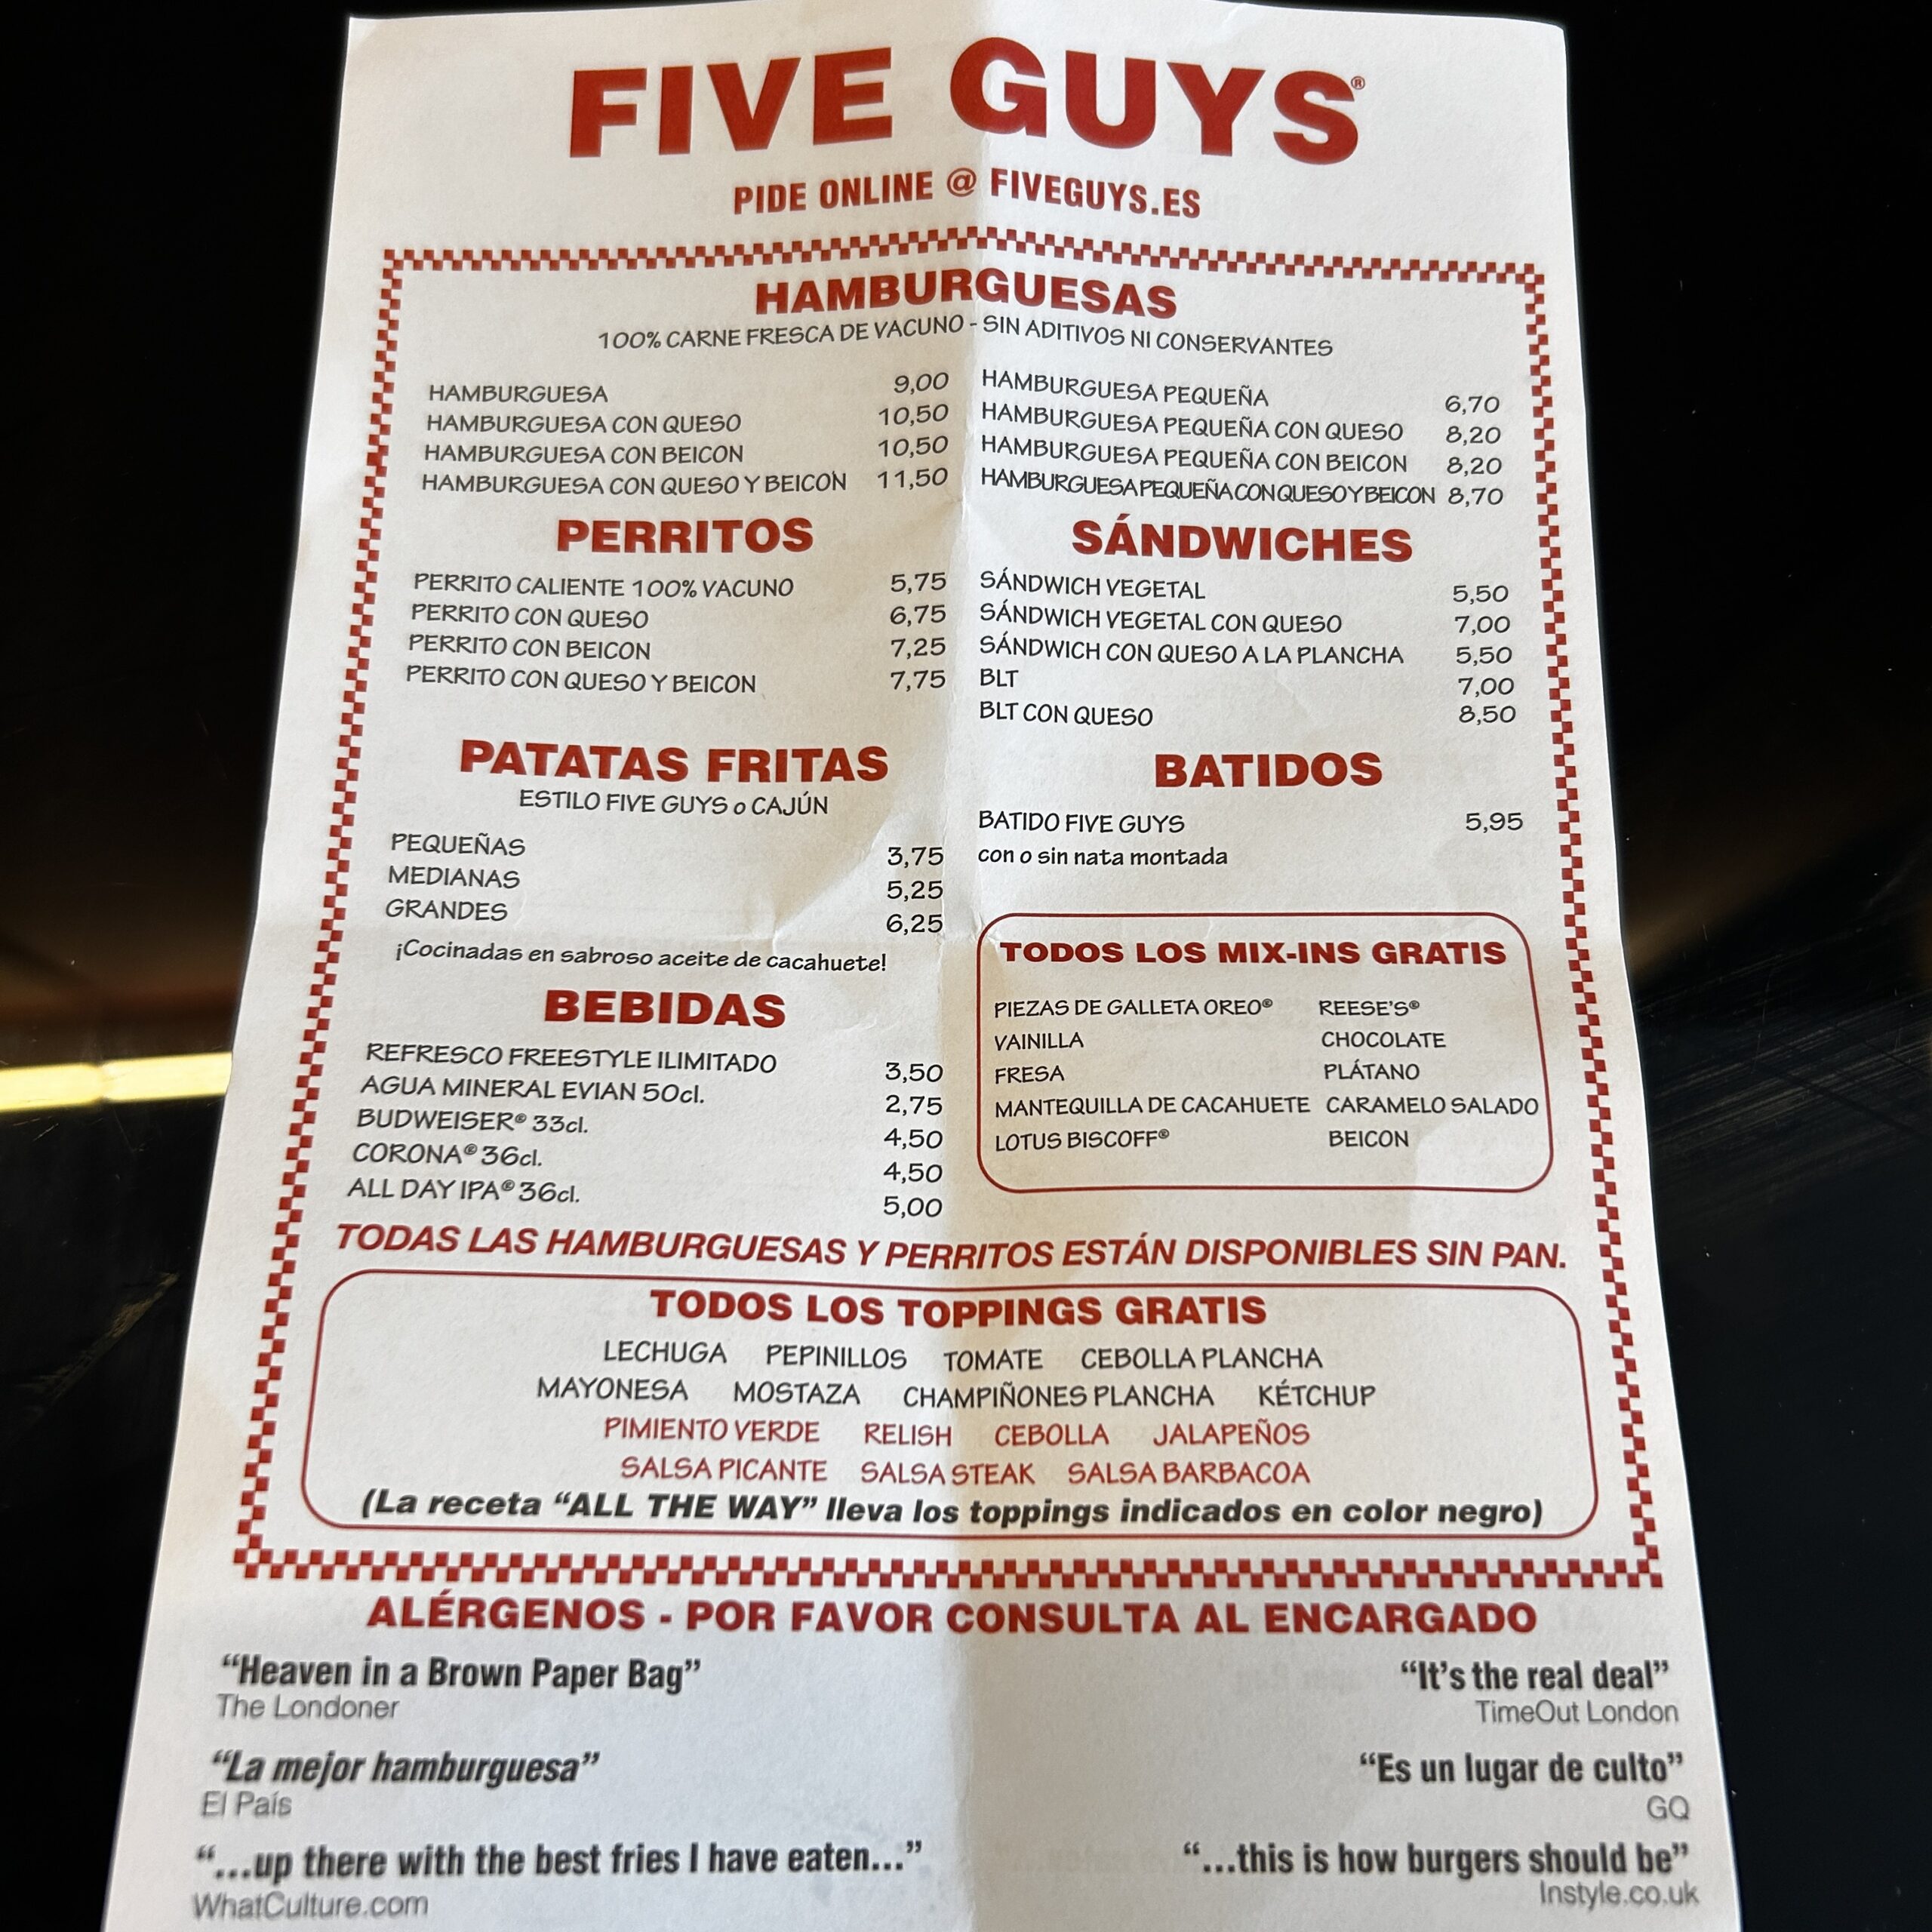 FIVE GUYS®
PIDE ONLINE @ FIVEGUYS.ES
HAMBURGUESAS
100% CARNE FRESCA DE VACUNO - SIN ADITIVOS NI CONSERVANTES
HAMBURGUESA 9,00
HAMBURGUESA CON QUESO 10,50
HAMBURGUESA CON BEICON 10,50
HAMBURGUESA CON QUESO Y BEICON 11,50
HAMBURGUESA PEQUEÑA 6,70
HAMBURGUESA PEQUEÑA CON QUESO 8,20
HAMBURGUESA PEQUEÑA CON BEICON 8,20
HAMBURGUESA PEQUEÑA CON QUESO Y BEICON 8,70
PERRITOS
PERRITO CALIENTE 100% VACUNO 5,75
PERRITO CON QUESO 6,75
PERRITO CON BEICON 7,25
PERRITO CON QUESO Y BEICON 7,75
SÁNDWICHES
SÁNDWICH VEGETAL 5,50
SÁNDWICH VEGETAL CON QUESO 7,00
SÁNDWICH CON QUESO A LA PLANCHA 5,50
BLT 7,00
BLT CON QUESO 8,50
PATATAS FRITAS
ESTILO FIVE GUYS o CAJÚN
PEQUEÑAS 3,75
MEDIANAS 5,25
GRANDES 6,25
¡Cocinadas en sabroso aceite de cacahuete!
BATIDOS
BATIDO FIVE GUYS 5,95
con o sin nata montada
TODOS LOS MIX-INS GRATIS
PIEZAS DE GALLETA OREO® REESE'S®
VAINILLA CHOCOLATE
FRESA PLÁTANO
MANTEQUILLA DE CACAHUETE CARAMELO SALADO
LOTUS BISCOFF® BEICON
BEBIDAS
REFRESCO FREESTYLE ILIMITADO 3,50
AGUA MINERAL EVIAN 50cl. 2,75
BUDWEISER® 33cl. 4,50
CORONA® 36cl. 4,50
ALL DAY IPA® 36cl. 5,00
TODAS LAS HAMBURGUESAS Y PERRITOS ESTÁN DISPONIBLES SIN PAN.
TODOS LOS TOPPINGS GRATIS
LECHUGA PEPINILLOS TOMATE CEBOLLA PLANCHA
MAYONESA MOSTAZA CHAMPIÑONES PLANCHA KÉTCHUP
PIMIENTO VERDE RELISH CEBOLLA JALAPEÑOS
SALSA PICANTE SALSA STEAK SALSA BARBACOA
(La receta “ALL THE WAY” lleva los toppings indicados en color negro)
ALÉRGENOS - POR FAVOR CONSULTA AL ENCARGADO
“Heaven in a Brown Paper Bag”
The Londoner
“It's the real deal”
TimeOut London
“La mejor hamburguesa”
El País
“Es un lugar de culto”
GQ
“...up there with the best fries I have eaten...”
WhatCulture.com
“...this is how burgers should be”
Instyle.co.uk